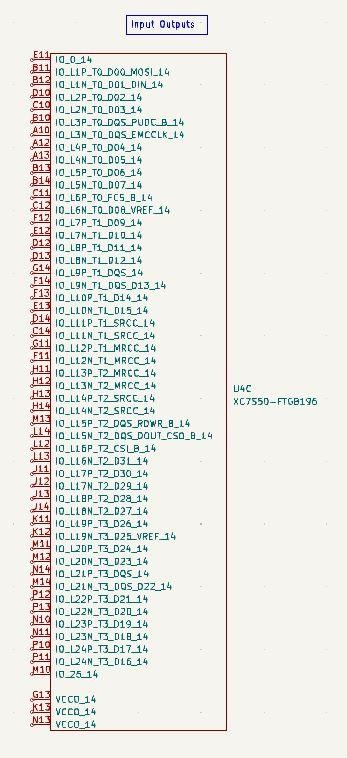 Input Outputs
E11 IO_0_14
B11 IO_L1P_T0_D00_MOSI_14
B12 IO_L1N_T0_D01_DIN_14
D10 IO_L2P_T0_D02_14
C10 IO_L2N_T0_D03_14
B10 IO_L3P_T0_DQS_PUDC_B_14
A10 IO_L3N_T0_DQS_EMCCLK_14
A12 IO_L4P_T0_D04_14
A13 IO_L4N_T0_D05_14
B13 IO_L5P_T0_D06_14
B14 IO_L5N_T0_D07_14
C11 IO_L6P_T0_FCS_B_14
C12 IO_L6N_T0_D08_VREF_14
F12 IO_L7P_T1_D09_14
E12 IO_L7N_T1_D10_14
D12 IO_L8P_T1_D11_14
D13 IO_L8N_T1_D12_14
G14 IO_L9P_T1_DQS_14
F14 IO_L9N_T1_DQS_D13_14
F13 IO_L10P_T1_D14_14
E13 IO_L10N_T1_D15_14
D14 IO_L11P_T1_SRCC_14
C14 IO_L11N_T1_SRCC_14
G11 IO_L12P_T1_MRCC_14
F11 IO_L12N_T1_MRCC_14
H11 IO_L13P_T2_MRCC_14
H12 IO_L13N_T2_MRCC_14
H13 IO_L14P_T2_SRCC_14
H14 IO_L14N_T2_SRCC_14
M13 IO_L15P_T2_DQS_RDWR_B_14
L14 IO_L15N_T2_DQS_DOUT_CSO_B_14
L12 IO_L16P_T2_CSI_B_14
L13 IO_L16N_T2_D31_14
J11 IO_L17P_T2_D30_14
J12 IO_L17N_T2_D29_14
J13 IO_L18P_T2_D28_14
J14 IO_L18N_T2_D27_14
K11 IO_L19P_T3_D26_14
K12 IO_L19N_T3_D25_VREF_14
M11 IO_L20P_T3_D24_14
M12 IO_L20N_T3_D23_14
N14 IO_L21P_T3_DQS_14
M14 IO_L21N_T3_DQS_D22_14
P12 IO_L22P_T3_D21_14
P13 IO_L22N_T3_D20_14
N10 IO_L23P_T3_D19_14
N11 IO_L23N_T3_D18_14
P10 IO_L24P_T3_D17_14
P11 IO_L24N_T3_D16_14
M10 IO_25_14
G13 VCCO_14
K13 VCCO_14
N13 VCCO_14
U4C
XC7S50-FTGB196